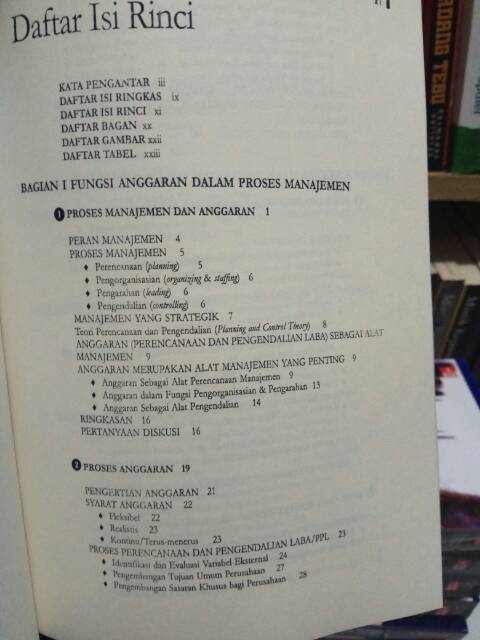 Daftar Isi Rinci
KATA PENGANTAR iii
DAFTAR ISI RINGKAS ix
DAFTAR ISI RINCI xi
DAFTAR BAGAN xx
DAFTAR GAMBAR xxii
DAFTAR TABEL xxiii
BAGIAN I FUNGSI ANGGARAN DALAM PROSES MANAJEMEN
1 PROSES MANAJEMEN DAN ANGGARAN 1
PERAN MANAJEMEN 4
PROSES MANAJEMEN 5
♦ Perencanaan (planning) 5
♦ Pengorganisasian (organizing & staffing) 6
♦ Pengarahan (leading) 6
♦ Pengendalian (controlling) 6
MANAJEMEN YANG STRATEGIK 7
Teori Perencanaan dan Pengendalian (Planning and Control Theory) 8
ANGGARAN (PERENCANAAN DAN PENGENDALIAN LABA) SEBAGAI ALAT
MANAJEMEN 9
ANGGARAN MERUPAKAN ALAT MANAJEMEN YANG PENTING 9
♦ Anggaran Sebagai Alat Perencanaan Manajemen 9
♦ Anggaran dalam Fungsi Pengorganisasian & Pengarahan 13
♦ Anggaran Sebagai Alat Pengendalian 14
RINGKASAN 16
PERTANYAAN DISKUSI 16
2 PROSES ANGGARAN 19
PENGERTIAN ANGGARAN 21
SYARAT ANGGARAN 22
♦ Fleksibel 22
♦ Realistis 23
♦ Kontinu/Terus-menerus 23
PROSES PERENCANAAN DAN PENGENDALIAN LABA/PPL 23
♦ Identifikasi dan Evaluasi Variabel Eksternal 24
♦ Pengembangan Tujuan Umum Perusahaan 27
♦ Pengembangan Sasaran Khusus bagi Perusahaan 28
PADANG TEBU